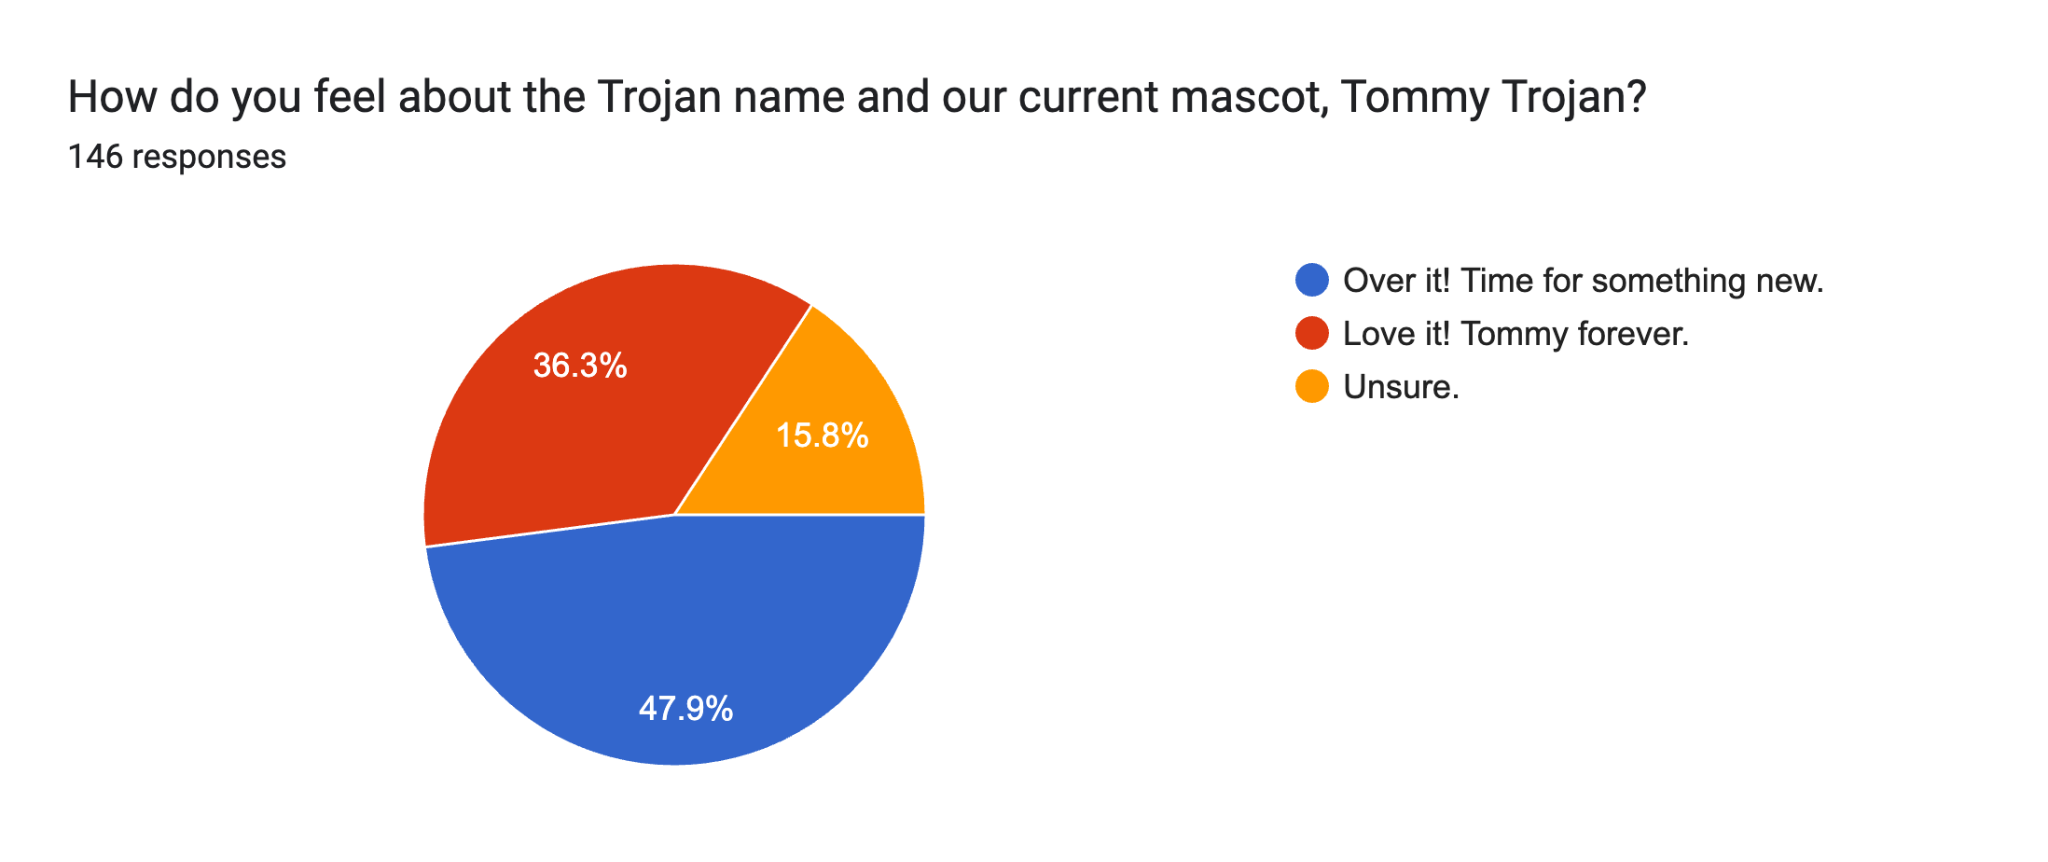 How do you feel about the Trojan name and our current mascot, Tommy Trojan?
146 responses
Over it! Time for something new.
Love it! Tommy forever.
Unsure.
36.3%
15.8%
47.9%